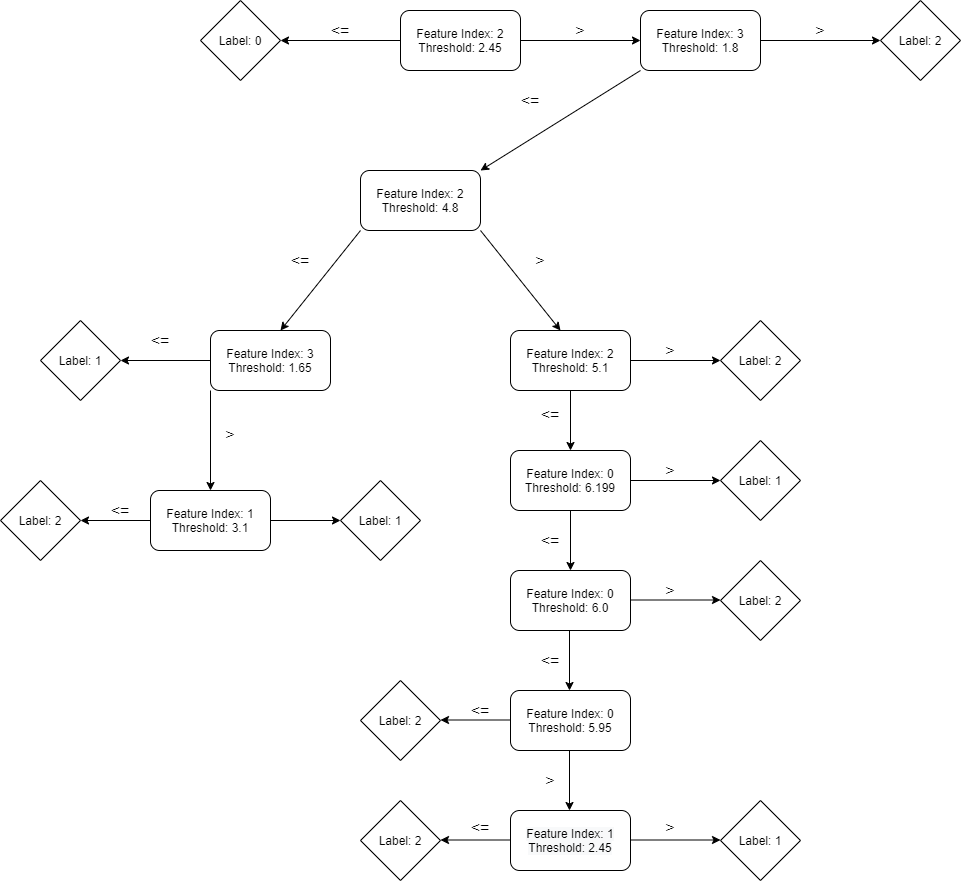 Label: 0
<=
Feature Index: 2
Threshold: 2.45
>
Feature Index: 3
Threshold: 1.8
>
Label: 2
<=
Feature Index: 2
Threshold: 4.8
<=
>
Label: 1
<=
Feature Index: 3
Threshold: 1.65
Feature Index: 2
Threshold: 5.1
>
Label: 2
>
<=
Feature Index: 0
Threshold: 6.199
>
Label: 1
Label: 2
<=
Feature Index: 1
Threshold: 3.1
Label: 1
<=
Feature Index: 0
Threshold: 6.0
>
Label: 2
<=
Label: 2
<=
Feature Index: 0
Threshold: 5.95
>
Label: 2
<=
Feature Index: 1
Threshold: 2.45
>
Label: 1